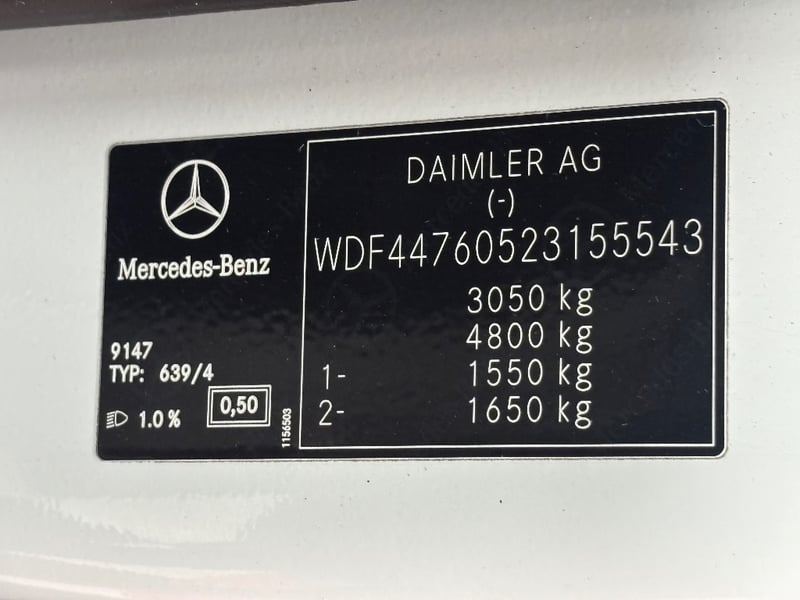 Mercedes-Benz
9147
TYP: 639/4
1.0 %
0,50
1156503
DAIMLER AG
(-)
WDF44760523155543
3050 kg
4800 kg
1- 1550 kg
2- 1650 kg